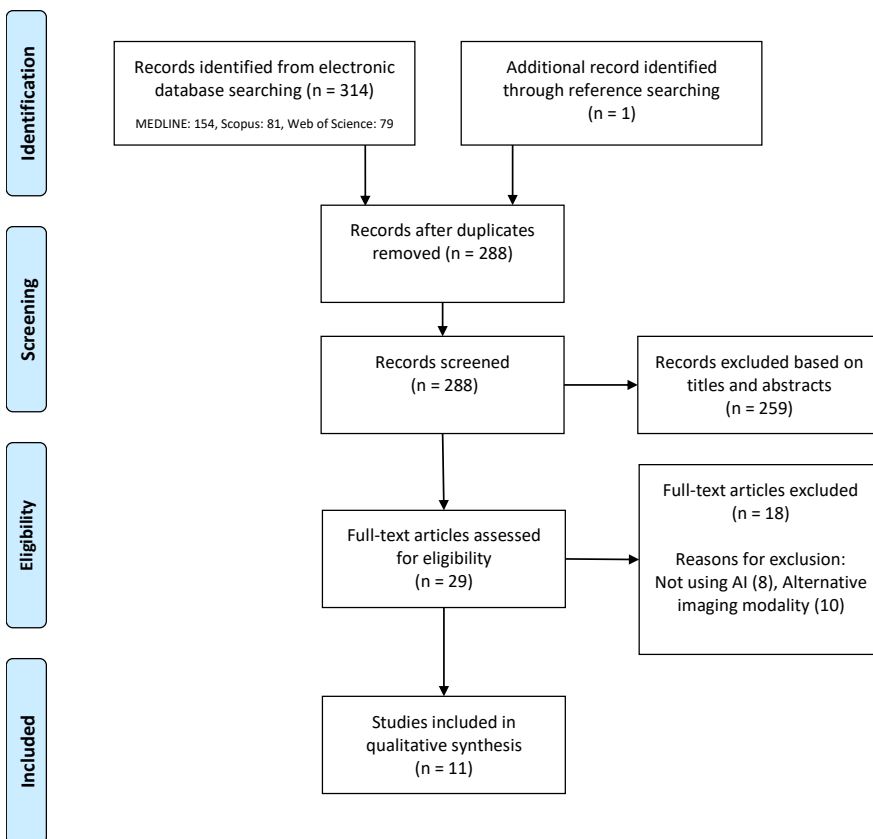 Identification
Records identified from electronic
database searching (n = 314)
MEDLINE: 154, Scopus: 81, Web of Science: 79
Additional record identified
through reference searching
(n = 1)
Screening
Records after duplicates
removed (n = 288)
Records screened
(n = 288)
Records excluded based on
titles and abstracts
(n = 259)
Eligibility
Full-text articles assessed
for eligibility
(n = 29)
Full-text articles excluded
(n = 18)
Reasons for exclusion:
Not using AI (8), Alternative
imaging modality (10)
Included
Studies included in
qualitative synthesis
(n = 11)